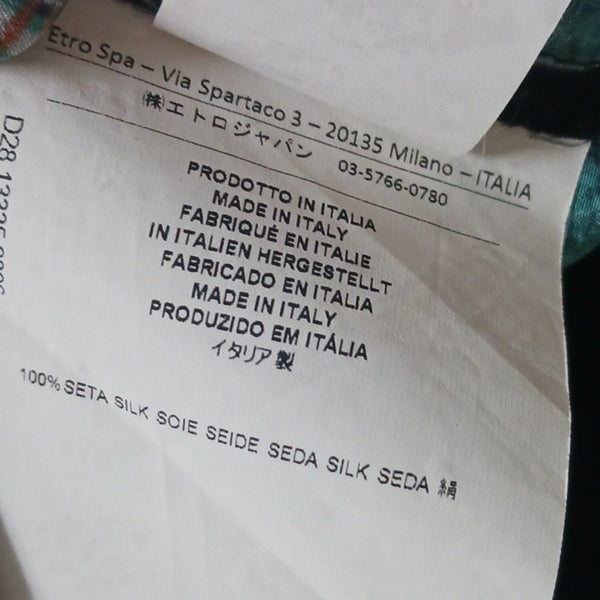 Etro Spa – Via Spartaco 3 – 20135 Milano – ITALIA
㈱エトロジャパン 03-5766-0780
PRODOTTO IN ITALIA
MADE IN ITALY
FABRIQUÉ EN ITALIE
IN ITALIEN HERGESTELLT
FABRICADO EN ITALIA
MADE IN ITALY
PRODUZIDO EM ITÁLIA
イタリア製
100% SETA SILK SOIE SEIDE SEDA SILK SEDA 絹
D28